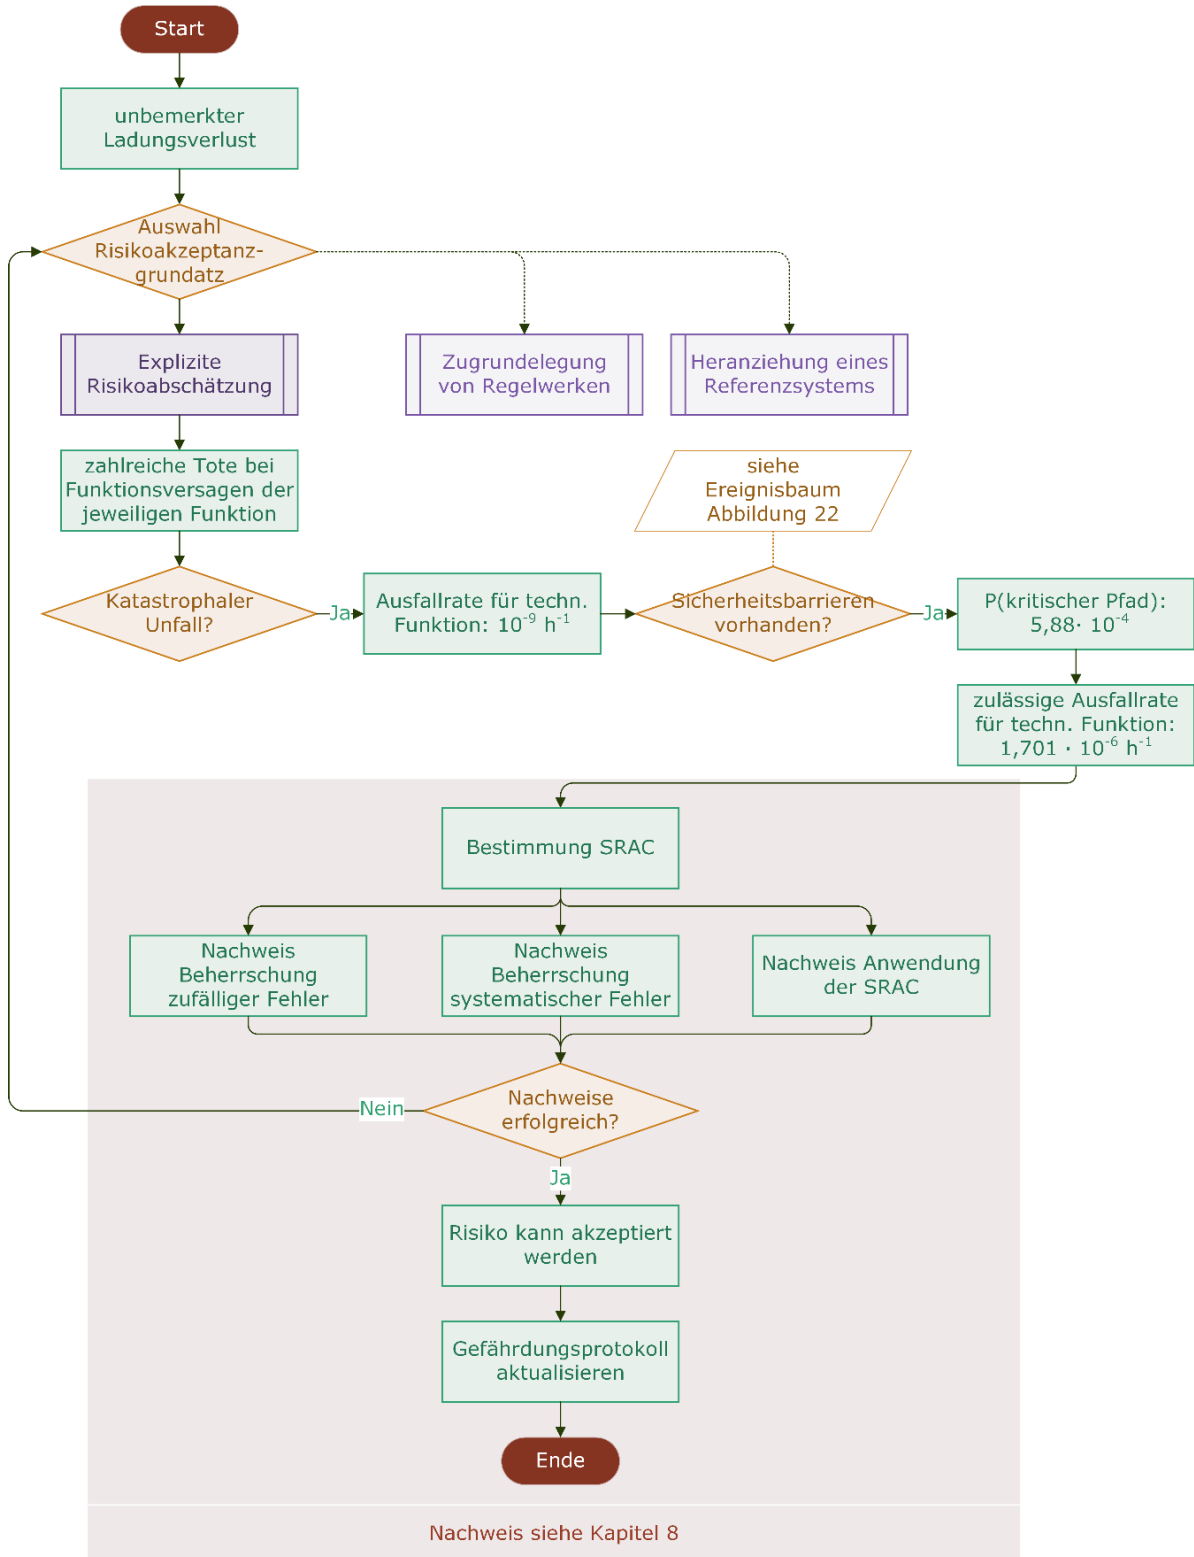 Start
unbemerkter
Ladungsverlust
Auswahl
Risikoakzeptanz-
grundatz
Explizite
Risikoabschätzung
Zugrundelegung
von Regelwerken
Heranziehung eines
Referenzsystems
zahlreiche Tote bei
Funktionsversagen der
jeweiligen Funktion
siehe
Ereignisbaum
Abbildung 22
Katastrophaler
Unfall?
Ja
Ausfallrate für techn.
Funktion: 10⁻⁹ h⁻¹
Sicherheitsbarrieren
vorhanden?
Ja
P(kritischer Pfad):
5,88· 10⁻⁴
zulässige Ausfallrate
für techn. Funktion:
1,701 · 10⁻⁶ h⁻¹
Bestimmung SRAC
Nachweis
Beherrschung
zufälliger Fehler
Nachweis
Beherrschung
systematischer Fehler
Nachweis Anwendung
der SRAC
Nachweise
erfolgreich?
Nein
Ja
Risiko kann akzeptiert
werden
Gefährdungsprotokoll
aktualisieren
Ende
Nachweis siehe Kapitel 8